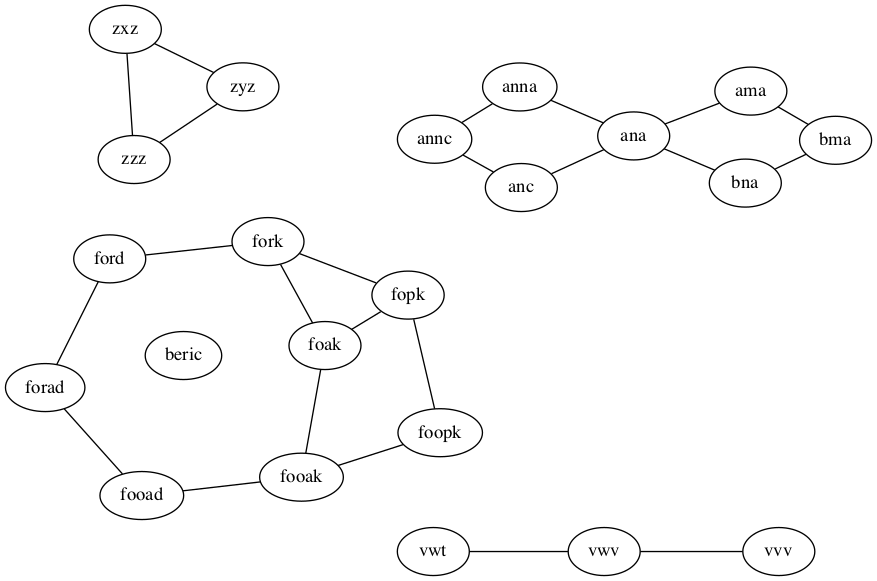 zxz
zyz
zzz
anna
ama
annc
ana
bma
anc
bna
ford
fork
fopk
foak
beric
forad
foopk
fooak
fooad
vwt
vwv
vvv